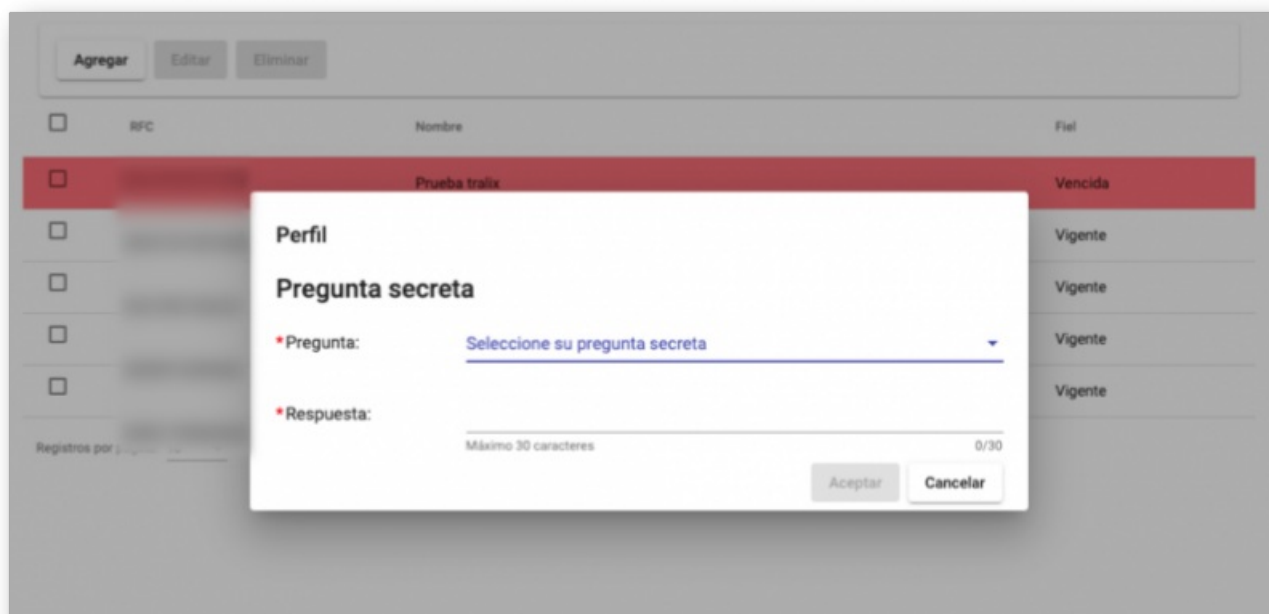 Agregar Editar Eliminar
RFC Nombre Fiel
Prueba tralix Vencida
Vigente
Vigente
Vigente
Vigente
Registros por
Perfil
Pregunta secreta
*Pregunta: Seleccione su pregunta secreta
*Respuesta:
Máximo 30 caracteres 0/30
Aceptar Cancelar